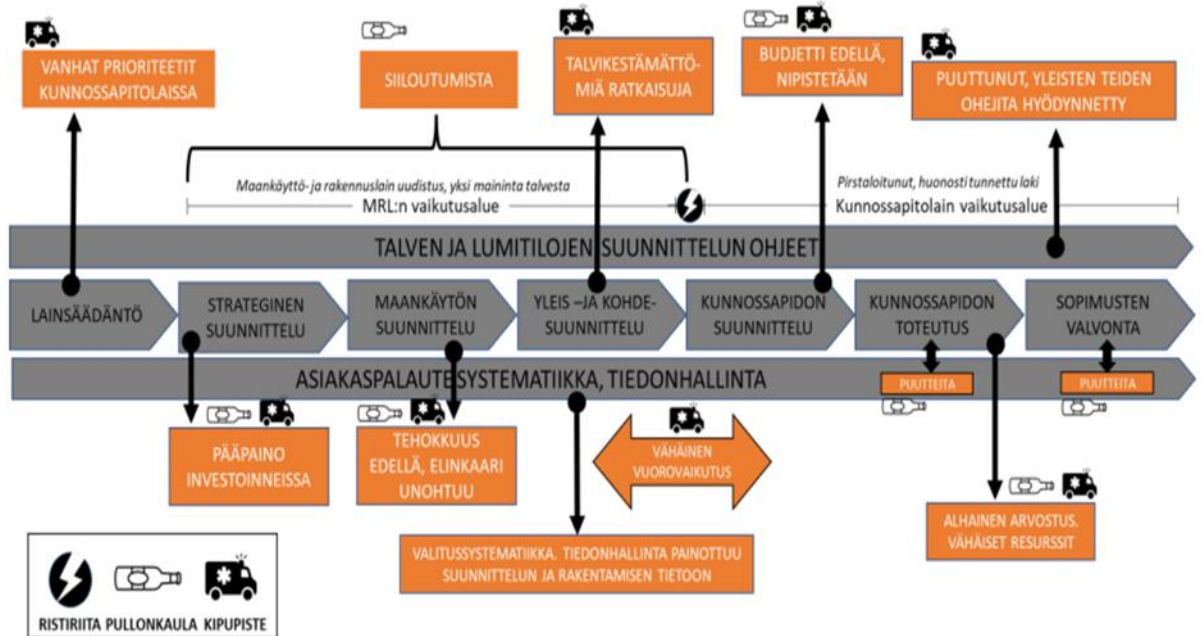 VANHAT PRIORITEETIT
KUNNOSSAPITOLAISSA
SIILOUTUMISTA
TALVIKESTÄMÄTTÖ-
MIÄ RATKAISUJA
BUDJETTI EDELLÄ,
NIPISTETÄÄN
PUUTTUNUT, YLEISTEN TEIDEN
OHEJITA HYÖDYNNETTY
Maankäyttö- ja rakennuslain uudistus, yksi maininta talvesta
MRL:n vaikutusalue
Pirstaloitunut, huonosti tunnettu laki
Kunnossapitolain vaikutusalue
TALVEN JA LUMITILOJEN SUUNNITTELUN OHJEET
LAINSÄÄDÄNTÖ
STRATEGINEN
SUUNNITTELU
MAANKÄYTÖN
SUUNNITTELU
YLEIS –JA KOHDE-
SUUNNITTELU
KUNNOSSAPIDON
SUUNNITTELU
KUNNOSSAPIDON
TOTEUTUS
SOPIMUSTEN
VALVONTA
ASIAKASPALAUTESYSTEMATIIKKA, TIEDONHALLINTA
PUUTTEITA
PUUTTEITA
PÄÄPAINO
INVESTOINNEISSA
TEHOKKUUS
EDELLÄ, ELINKAARI
UNOHTUU
VÄHÄINEN
VUOROVAIKUTUS
VALITUSSYSTEMATIIKKA. TIEDONHALLINTA PAINOTTUU
SUUNNITTELUN JA RAKENTAMISEN TIETOON
ALHAINEN ARVOSTUS.
VÄHÄISET RESURSSIT
RISTIRIITA PULLONKAULA KIPUPISTE